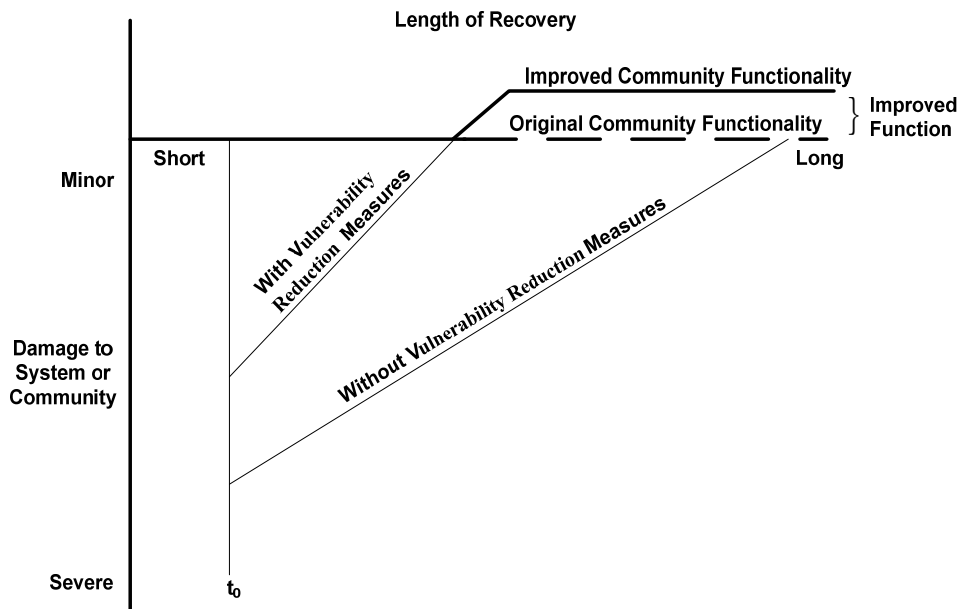 Length of Recovery
Improved Community Functionality
Improved
Function
Original Community Functionality
Short
Long
Minor
With Vulnerability
Reduction Measures
Without Vulnerability Reduction Measures
Damage to
System or
Community
Severe
t₀